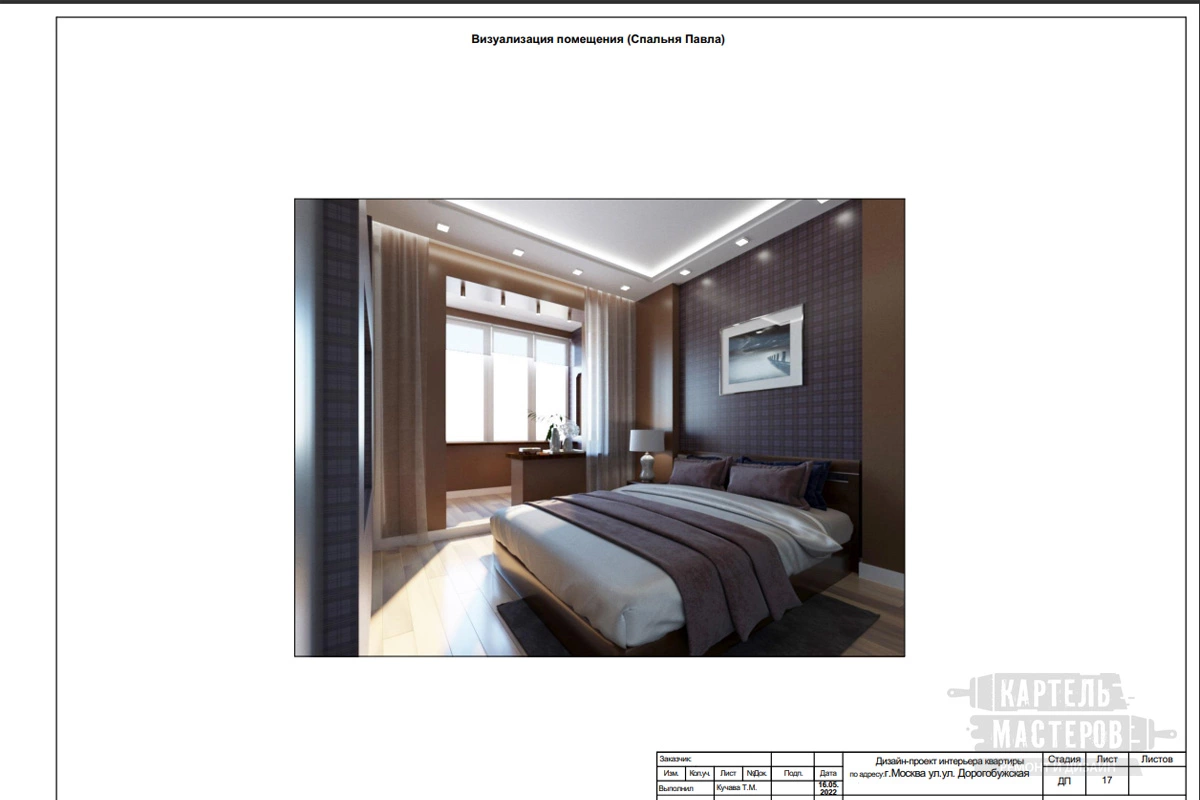 Визуализация помещения (Спальня Павла)
КАРТЕЛЬ
МАСТЕРОВ
Заказчик:
Дизайн-проект интерьера квартиры
Стадия Лист Листов
Изм. Кол.уч. Лист №Док. Подп. Дата
по адресу:г.Москва ул.ул. Дорогобужская
Выполнил Кучава Т.М. 16.05.
2022
ДП 17